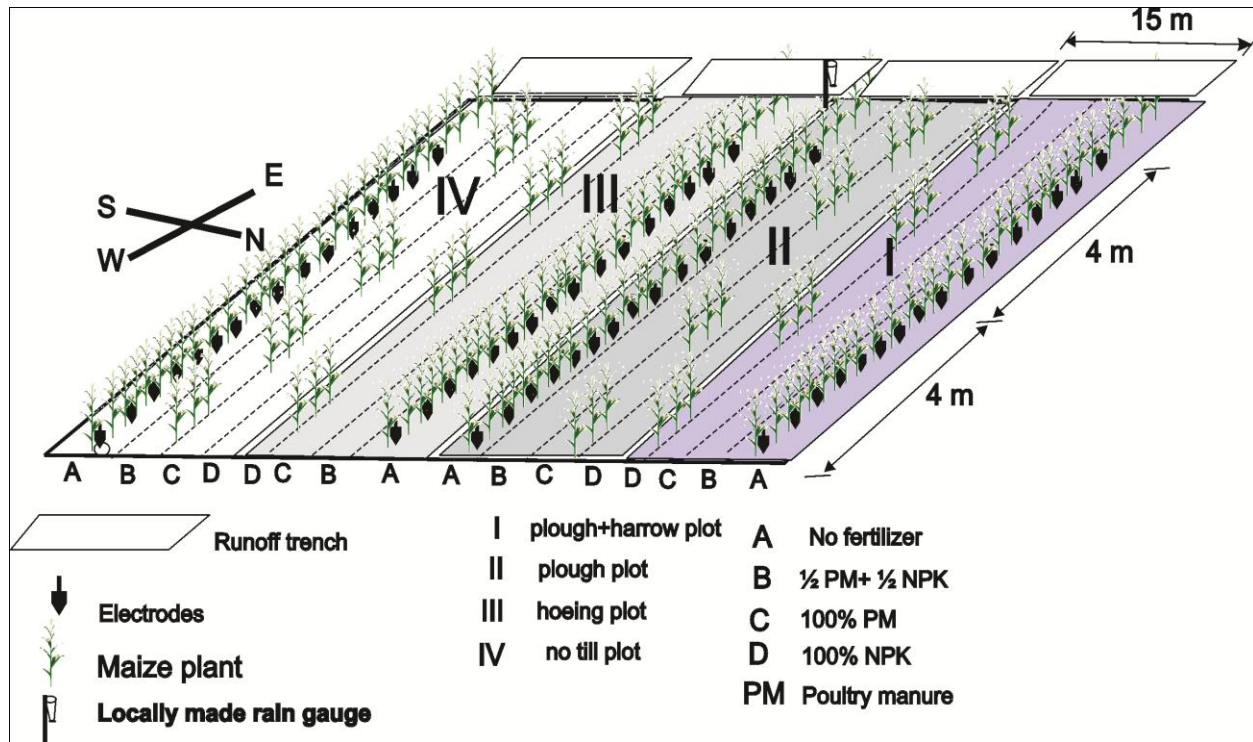 15 m
E
S
N
W
IV
III
II
I
4 m
4 m
A B C D D C B A A B C D D C B A
Runoff trench
Electrodes
Maize plant
Locally made rain gauge
I plough+harrow plot
II plough plot
III hoeing plot
IV no till plot
A No fertilizer
B ½ PM+ ½ NPK
C 100% PM
D 100% NPK
PM Poultry manure